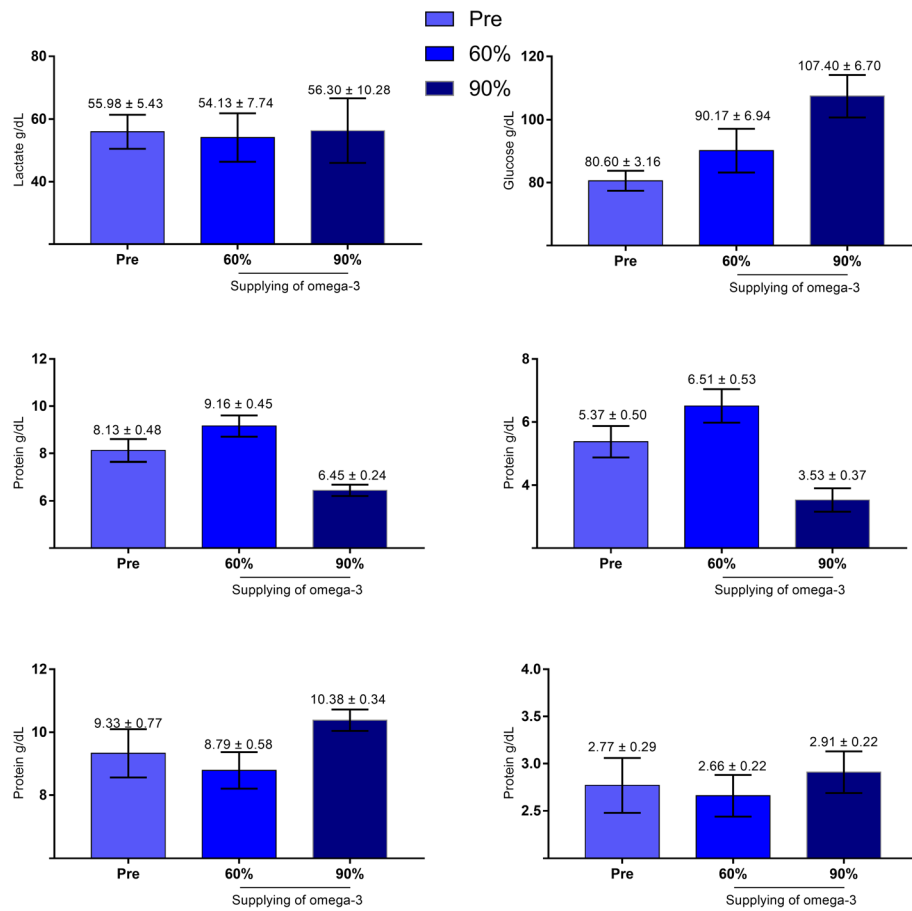 Pre
60%
90%
80
60
40
Lactate g/dL
55.98 ± 5.43
54.13 ± 7.74
56.30 ± 10.28
Pre
60%
90%
Supplying of omega-3
120
100
80
Glucose g/dL
80.60 ± 3.16
90.17 ± 6.94
107.40 ± 6.70
Pre
60%
90%
Supplying of omega-3
12
10
8
6
Protein g/dL
8.13 ± 0.48
9.16 ± 0.45
6.45 ± 0.24
Pre
60%
90%
Supplying of omega-3
8
6
4
Protein g/dL
5.37 ± 0.50
6.51 ± 0.53
3.53 ± 0.37
Pre
60%
90%
Supplying of omega-3
12
10
8
Protein g/dL
9.33 ± 0.77
8.79 ± 0.58
10.38 ± 0.34
Pre
60%
90%
Supplying of omega-3
4.0
3.5
3.0
2.5
Protein g/dL
2.77 ± 0.29
2.66 ± 0.22
2.91 ± 0.22
Pre
60%
90%
Supplying of omega-3